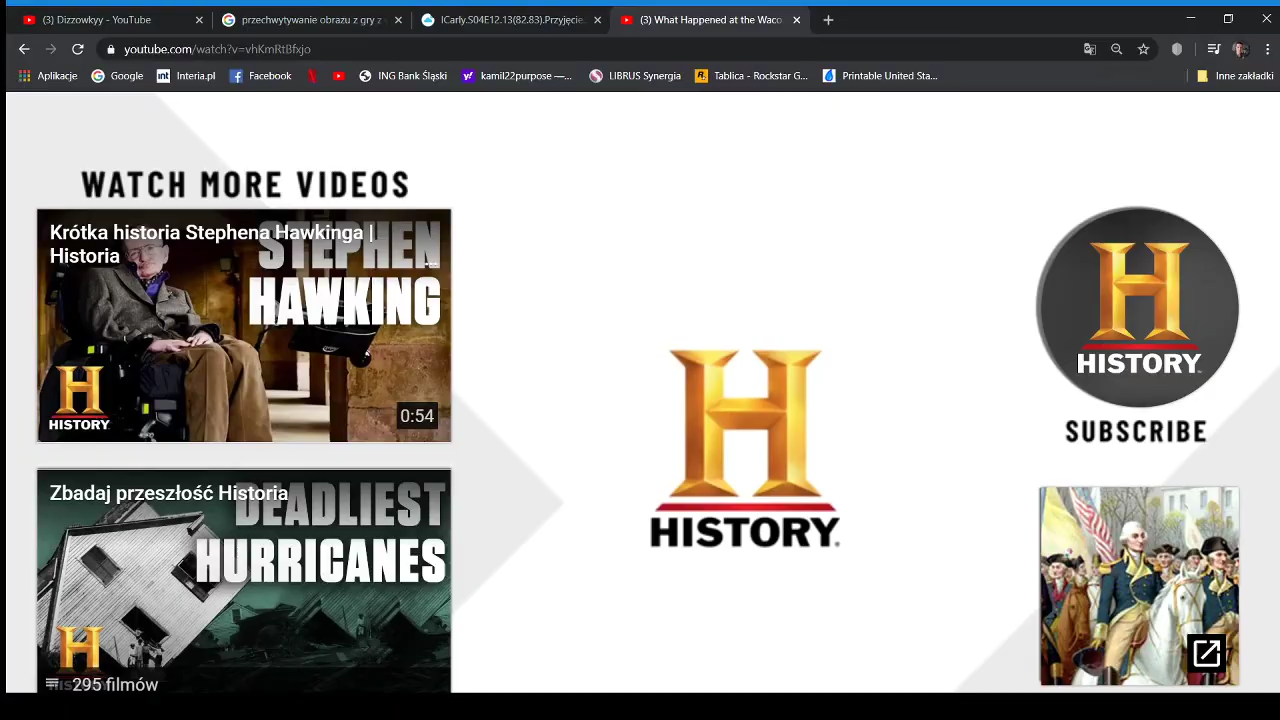 (3) Dizzowkyy - YouTube
przechwytywanie obrazu z gry z
ICarly.S04E12.13(82.83).Przyjęcie
(3) What Happened at the Waco
youtube.com/watch?v=vhKmRtBfxjo
Aplikacje
Google
Interia.pl
Facebook
ING Bank Śląski
kamil22purpose —...
LIBRUS Synergia
Tablica - Rockstar G...
Printable United Sta...
Inne zakładki
WATCH MORE VIDEOS
Krótka historia Stephena Hawkinga |
Historia
STEPHEN
HAWKING
HISTORY
0:54
Zbadaj przeszłość Historia
DEADLIEST
HURRICANES
295 filmów
HISTORY
HISTORY
SUBSCRIBE